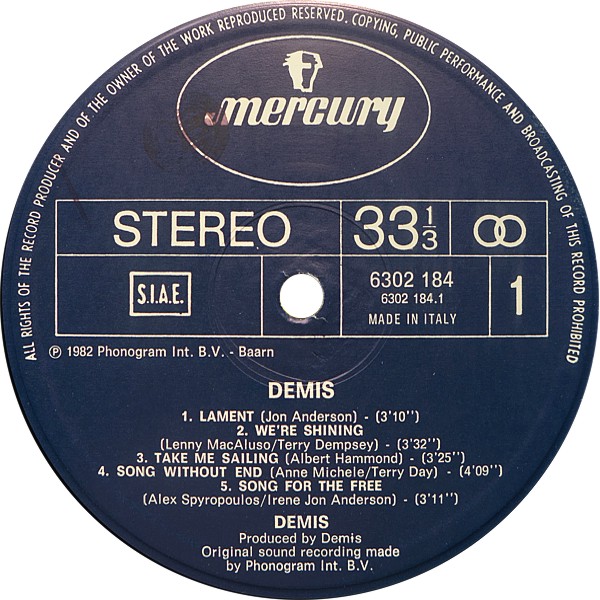 ALL RIGHTS OF THE RECORD PRODUCER AND OF THE OWNER OF THE WORK REPRODUCED RESERVED. COPYING, PUBLIC PERFORMANCE AND BROADCASTING OF THIS RECORD PROHIBITED
mercury
STEREO
33 1/3
S.I.A.E.
6302 184
6302 184.1
MADE IN ITALY
1
℗ 1982 Phonogram Int. B.V. - Baarn
DEMIS
1. LAMENT (Jon Anderson) - (3'10'')
2. WE'RE SHINING
(Lenny MacAluso/Terry Dempsey) - (3'32'')
3. TAKE ME SAILING (Albert Hammond) - (3'25'')
4. SONG WITHOUT END (Anne Michele/Terry Day) - (4'09'')
5. SONG FOR THE FREE
(Alex Spyropoulos/Irene Jon Anderson) - (3'11'')
DEMIS
Produced by Demis
Original sound recording made
by Phonogram Int. B.V.